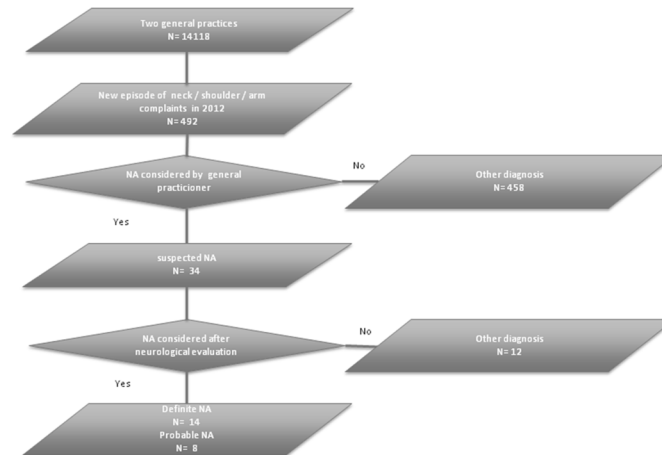 Two general practices
N= 14118
New episode of neck / shoulder / arm
complaints in 2012
N=492
NA considered by general
practicioner
No
Other diagnosis
N= 458
Yes
suspected NA
N= 34
NA considered after
neurological evaluation
No
Other diagnosis
N= 12
Yes
Definite NA
N= 14
Probable NA
N= 8